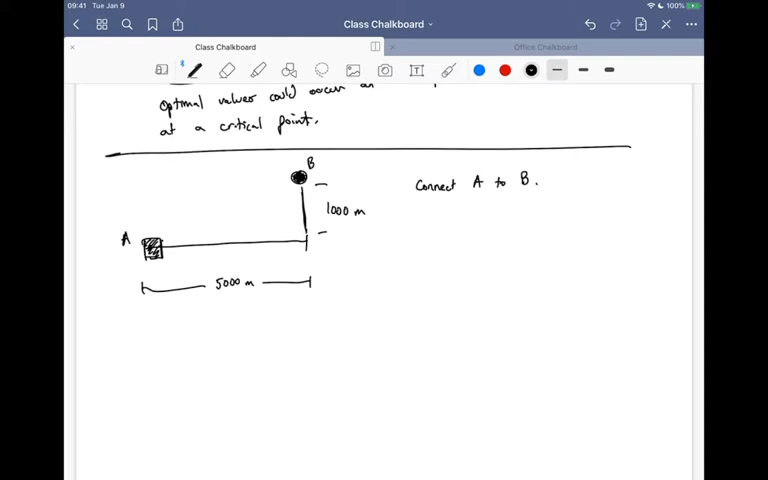 09:41 Tue Jan 9
100%
Class Chalkboard
Class Chalkboard
Office Chalkboard
T
optimal values could occur
at a critical point.
B
Connect A to B.
1000 m
A
5000 m